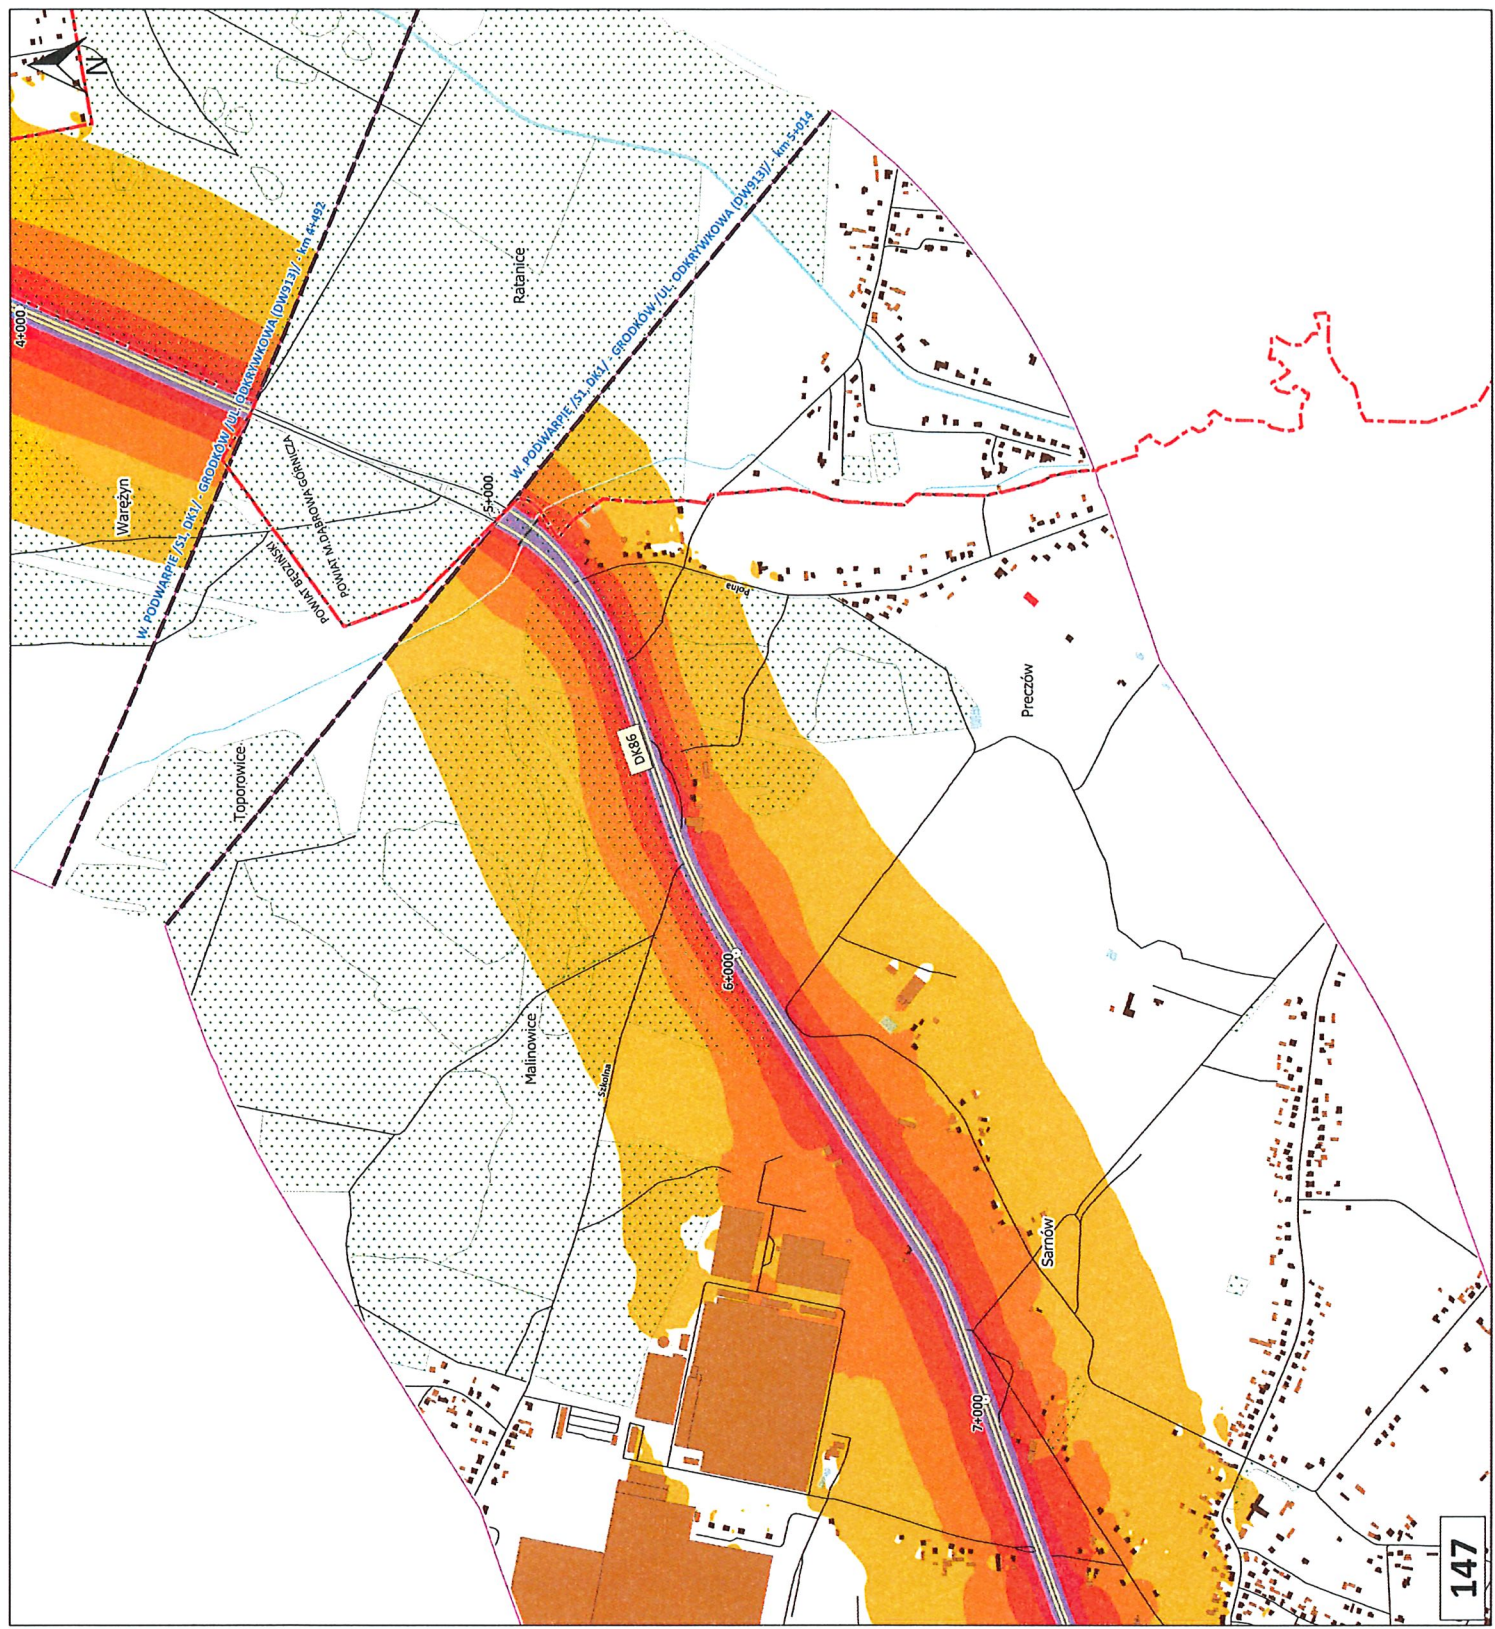 N
4+000
W. PODWARPIE /S1, DK1/ - GRODKÓW /UL. ODKRYWKOWA (DW913)/ - km 4+492
W. PODWARPIE /S1, DK1/ - GRODKÓW /UL. ODKRYWKOWA (DW913)/ - km 5+014
Ratanice
Warężyn
POWIAT BĘDZIŃSKI
POWIAT M.DĄBROWA GÓRNICZA
5+000
Polna
Preczów
Toporowice
DK86
6+000
Malinowice
Szkolna
Sarnów
7+000
147